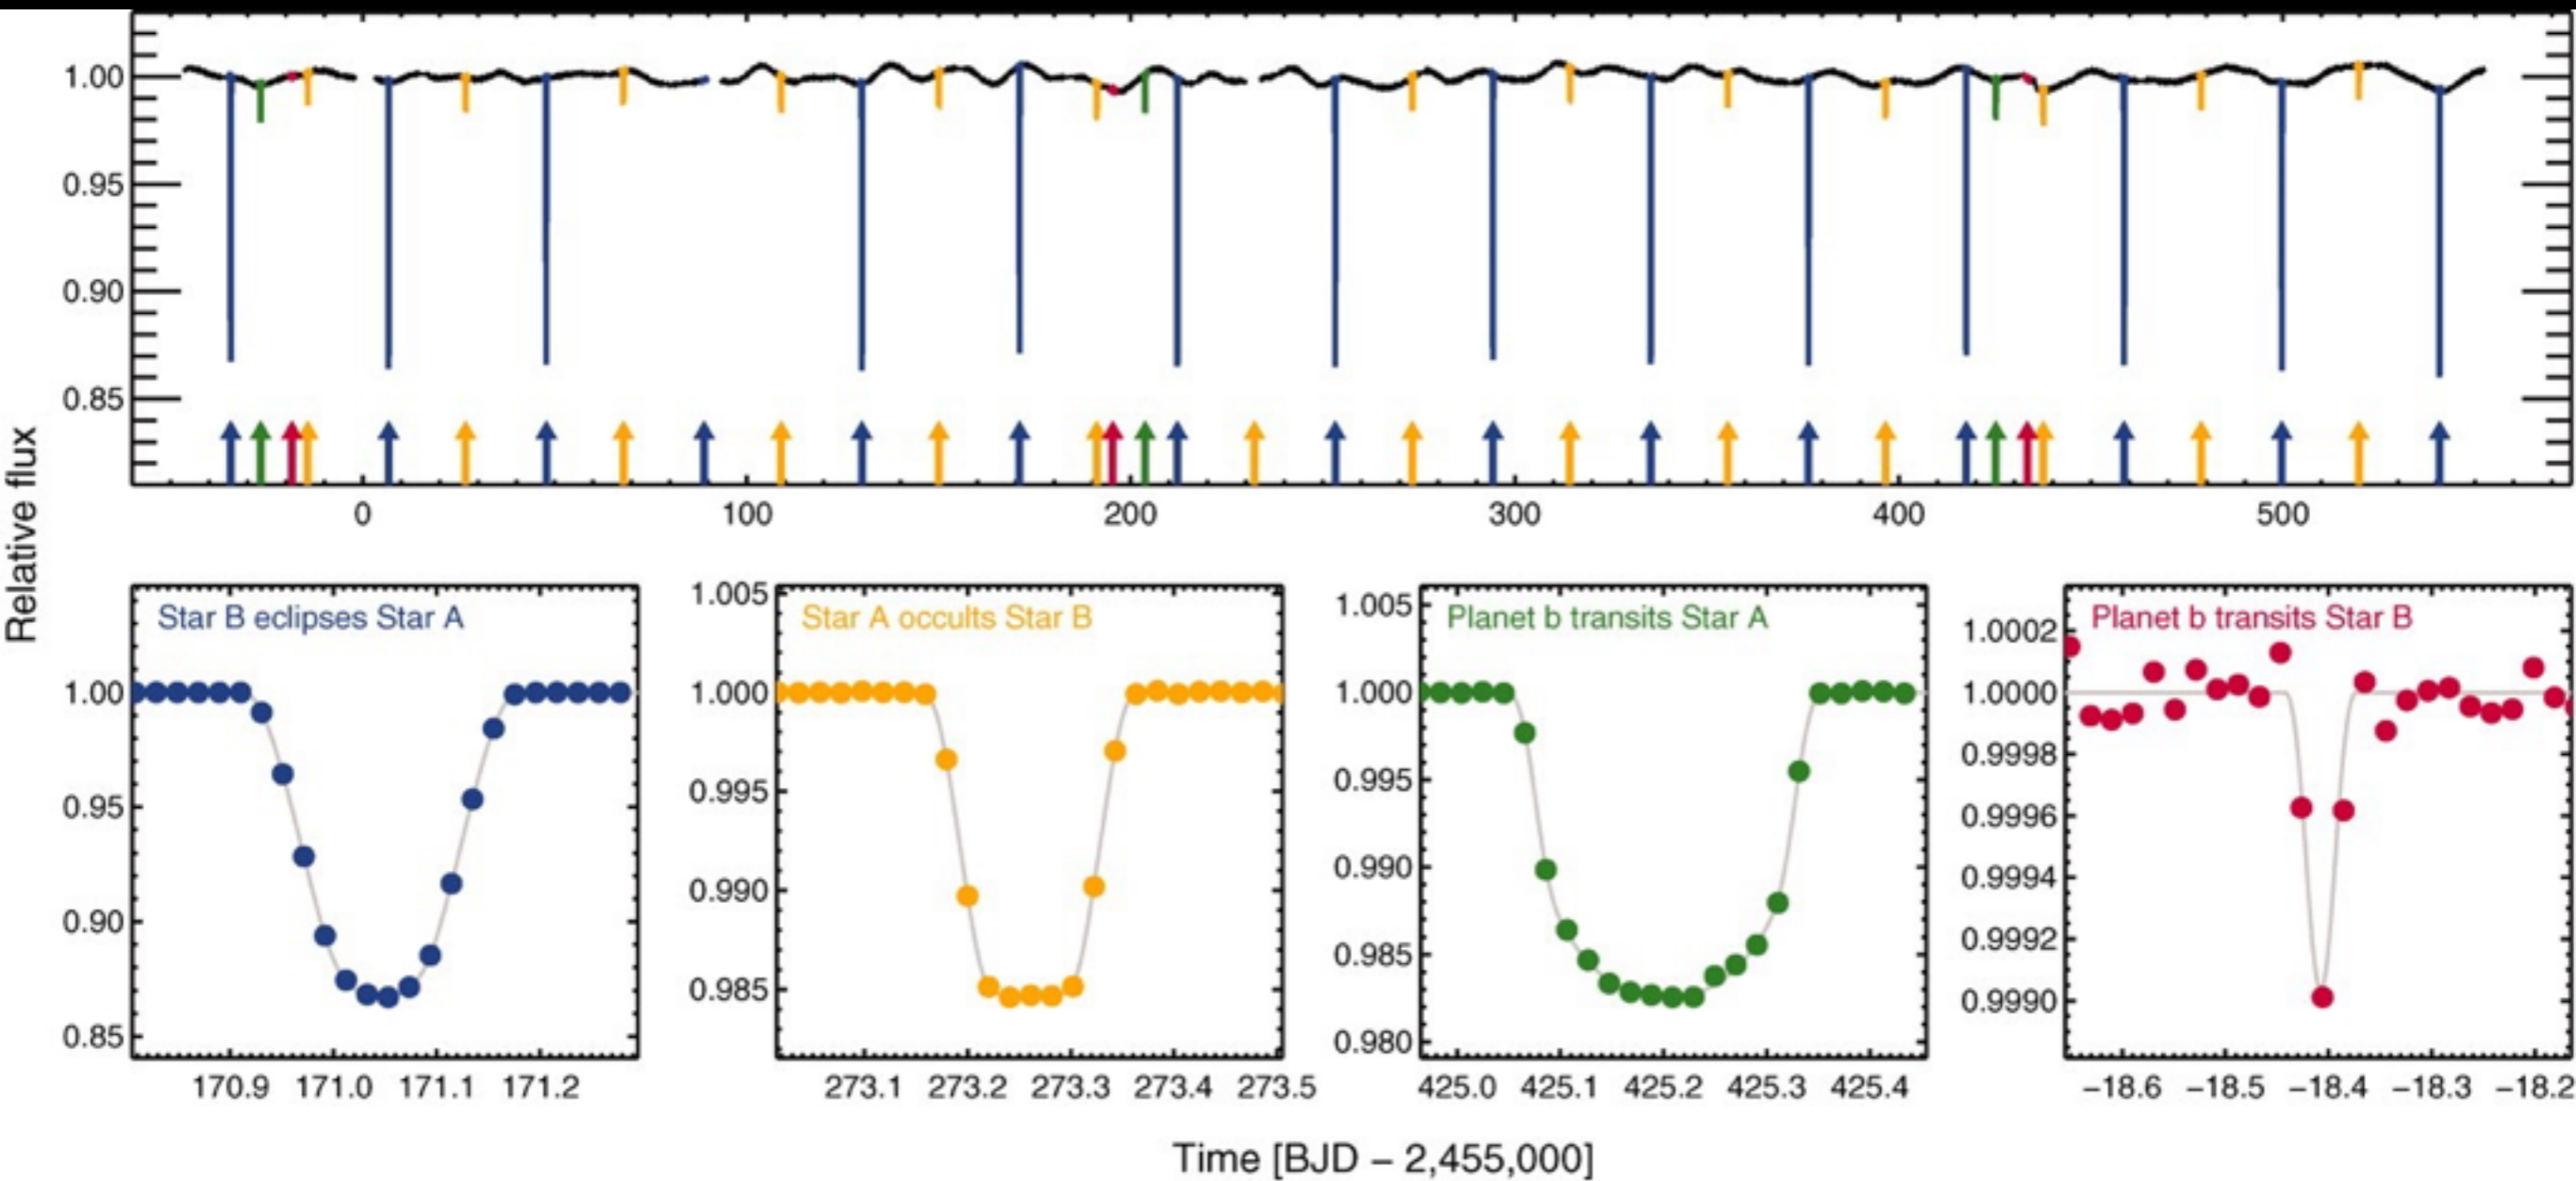 Relative flux
1.00
0.95
0.90
0.85
0 100 200 300 400 500
Star B eclipses Star A
1.00
0.95
0.90
0.85
170.9 171.0 171.1 171.2
Star A occults Star B
1.005
1.000
0.995
0.990
0.985
273.1 273.2 273.3 273.4 273.5
Planet b transits Star A
1.005
1.000
0.995
0.990
0.985
0.980
425.0 425.1 425.2 425.3 425.4
Planet b transits Star B
1.0002
1.0000
0.9998
0.9996
0.9994
0.9992
0.9990
−18.6 −18.5 −18.4 −18.3 −18.2
Time [BJD − 2,455,000]